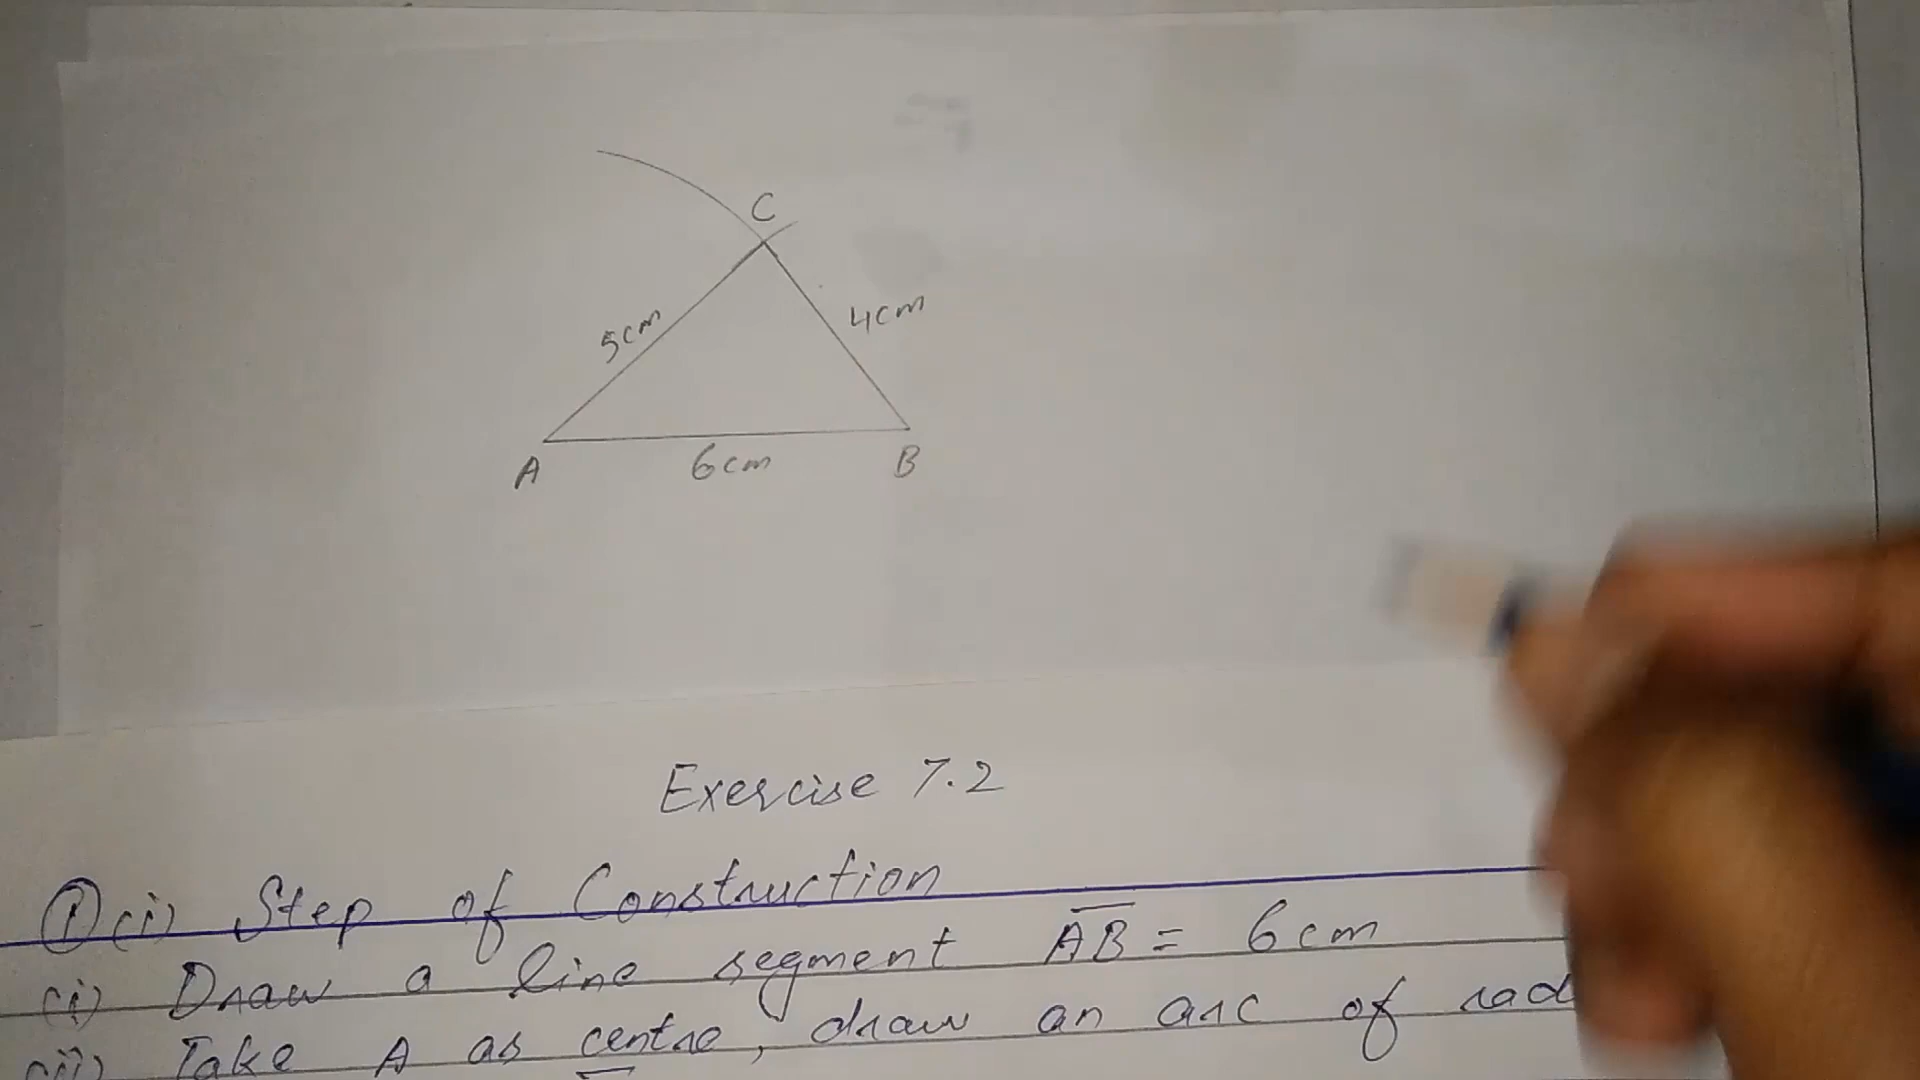 C
5cm
4cm
A
6cm
B
Exercise 7.2
① (i) Step of Construction
(i) Draw a line segment A̅B̅ = 6cm
(ii) Take A as centre, draw an arc of rad